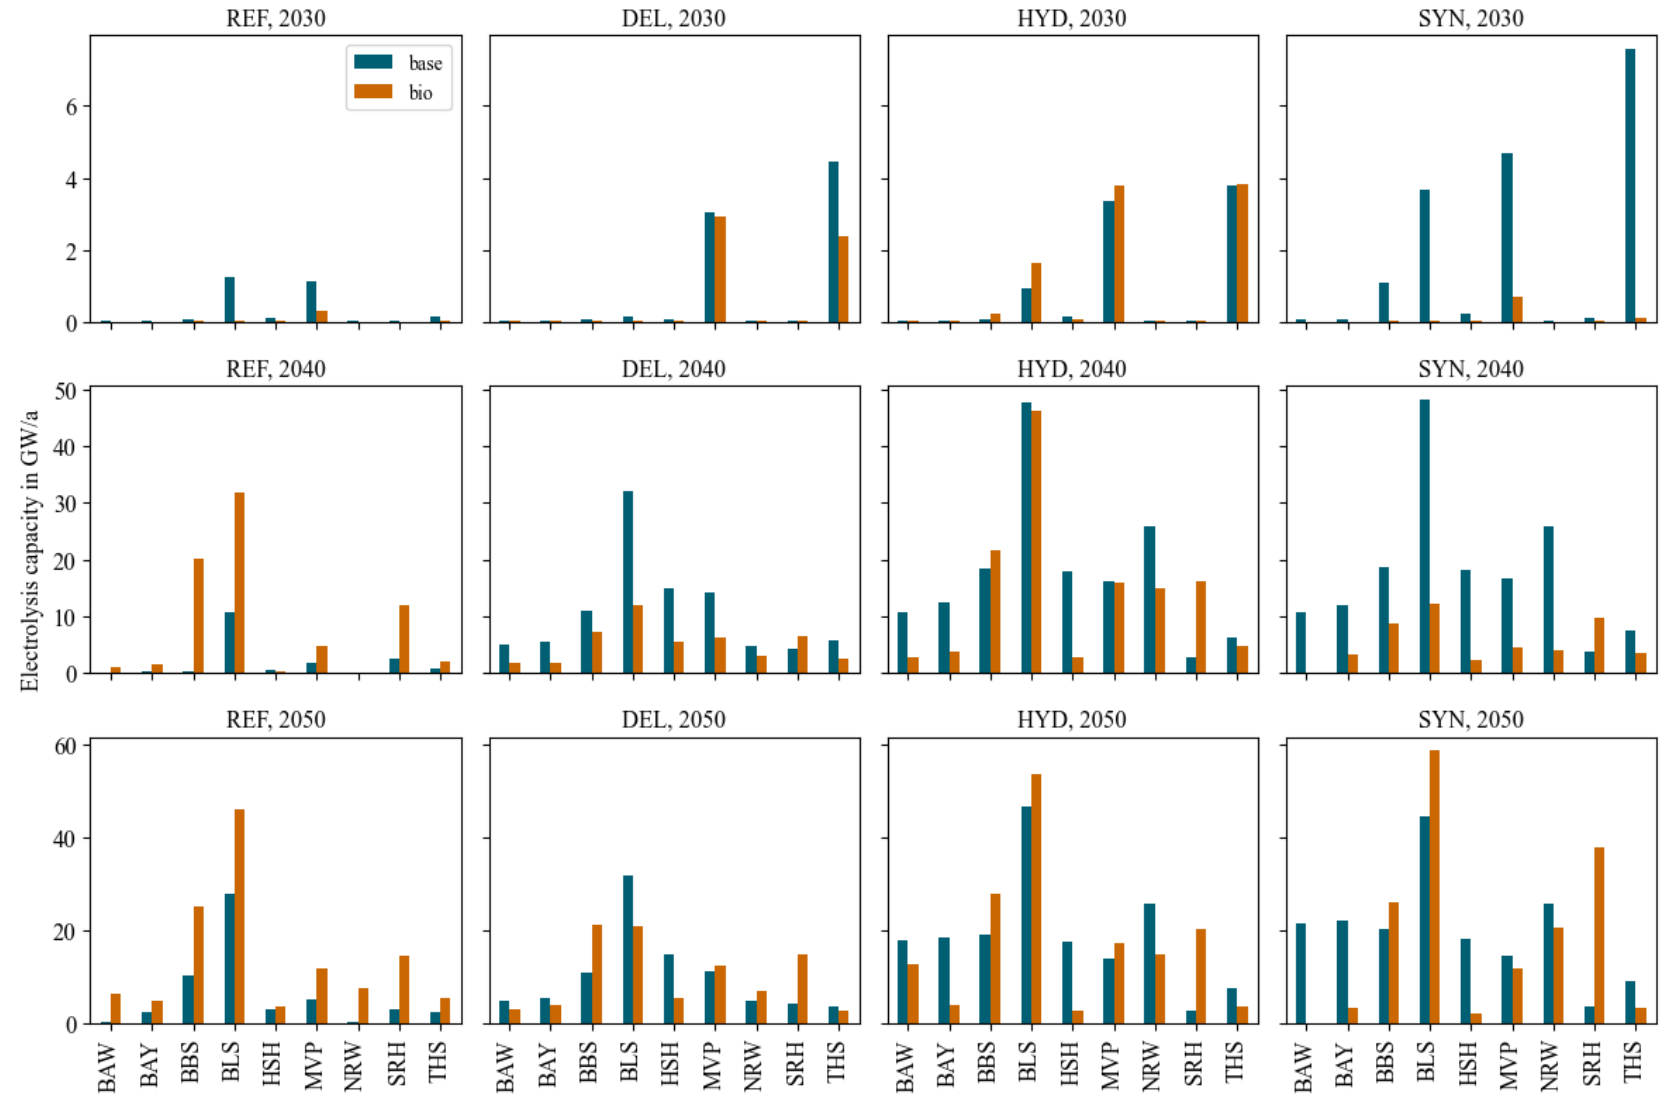 REF, 2030
DEL, 2030
HYD, 2030
SYN, 2030
base
bio
6
4
2
0
REF, 2040
DEL, 2040
HYD, 2040
SYN, 2040
Electrolysis capacity in GW/a
50
40
30
20
10
0
REF, 2050
DEL, 2050
HYD, 2050
SYN, 2050
60
40
20
0
BAW BAY BBS BLS HSH MVP NRW SRH THS
BAW BAY BBS BLS HSH MVP NRW SRH THS
BAW BAY BBS BLS HSH MVP NRW SRH THS
BAW BAY BBS BLS HSH MVP NRW SRH THS